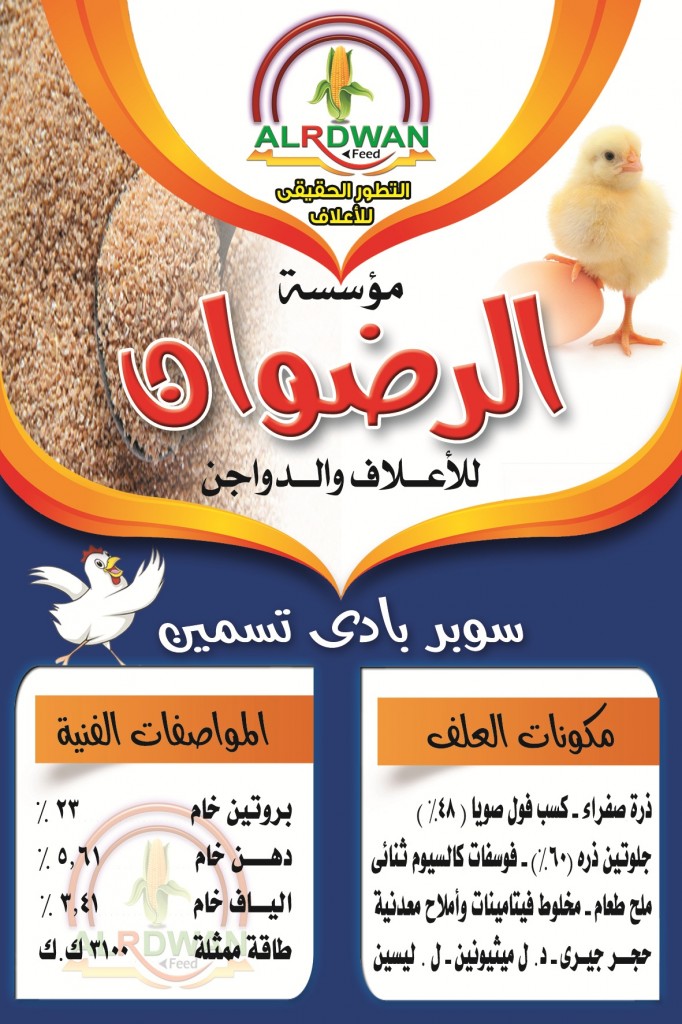 ALRDWAN
Feed
التطور الحقيقى
للأعلاف
مؤسسة
الرضوان
للأعلاف والدواجن
سوبر بادى تسمين
مكونات العلف
ذرة صفراء - كسب فول صويا ( ٤٨٪ )
جلوتين ذره (٦٠٪) - فوسفات كالسيوم ثنائى
ملح طعام - مخلوط فيتامينات وأملاح معدنية
حجر جيرى - د. ل ميثيونين - ل . ليسين
المواصفات الفنية
بروتين خام ٢٣ ٪
دهن خام ٥,٦١ ٪
الياف خام ٣,٤١ ٪
طاقة ممثلة ٣١٠٠ ك.ك
ALRDWAN
Feed